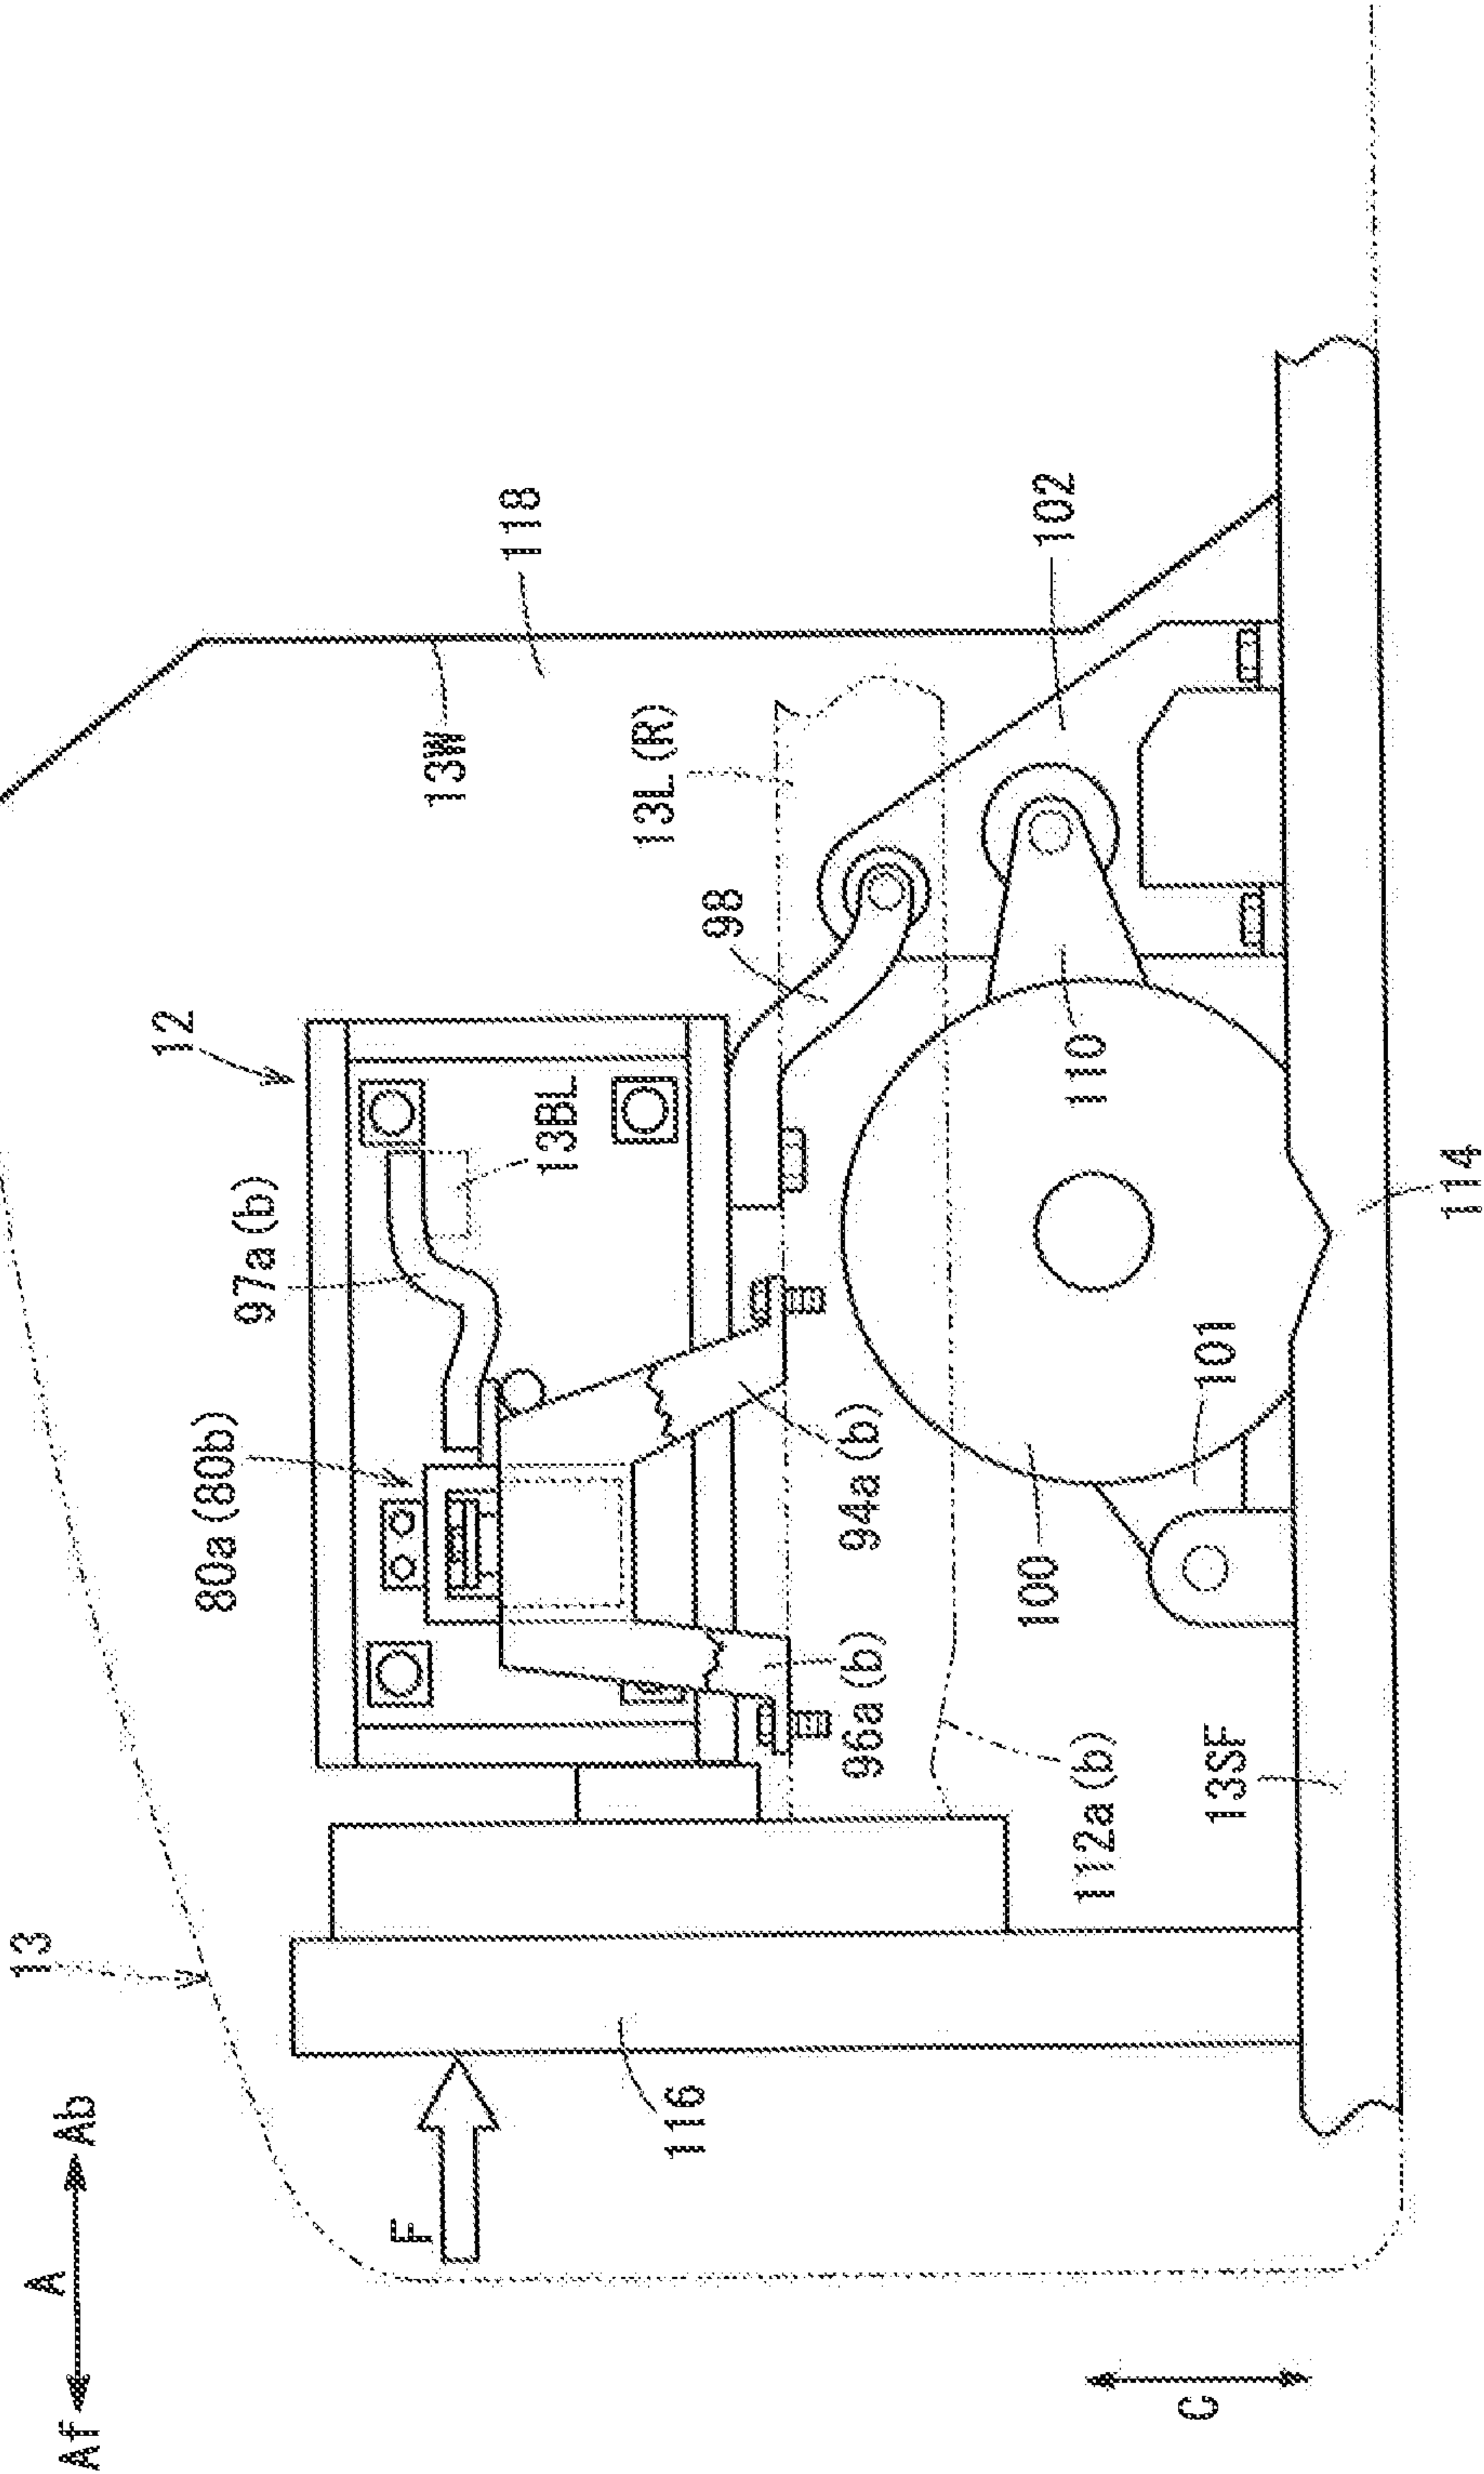 Af
A
Ab
13
F
116
12
80a (80b)
97a (b)
13BL
118
13W
13L (R)
98
102
110
94a (b)
96a (b)
100
101
112a (b)
13SF
114
C